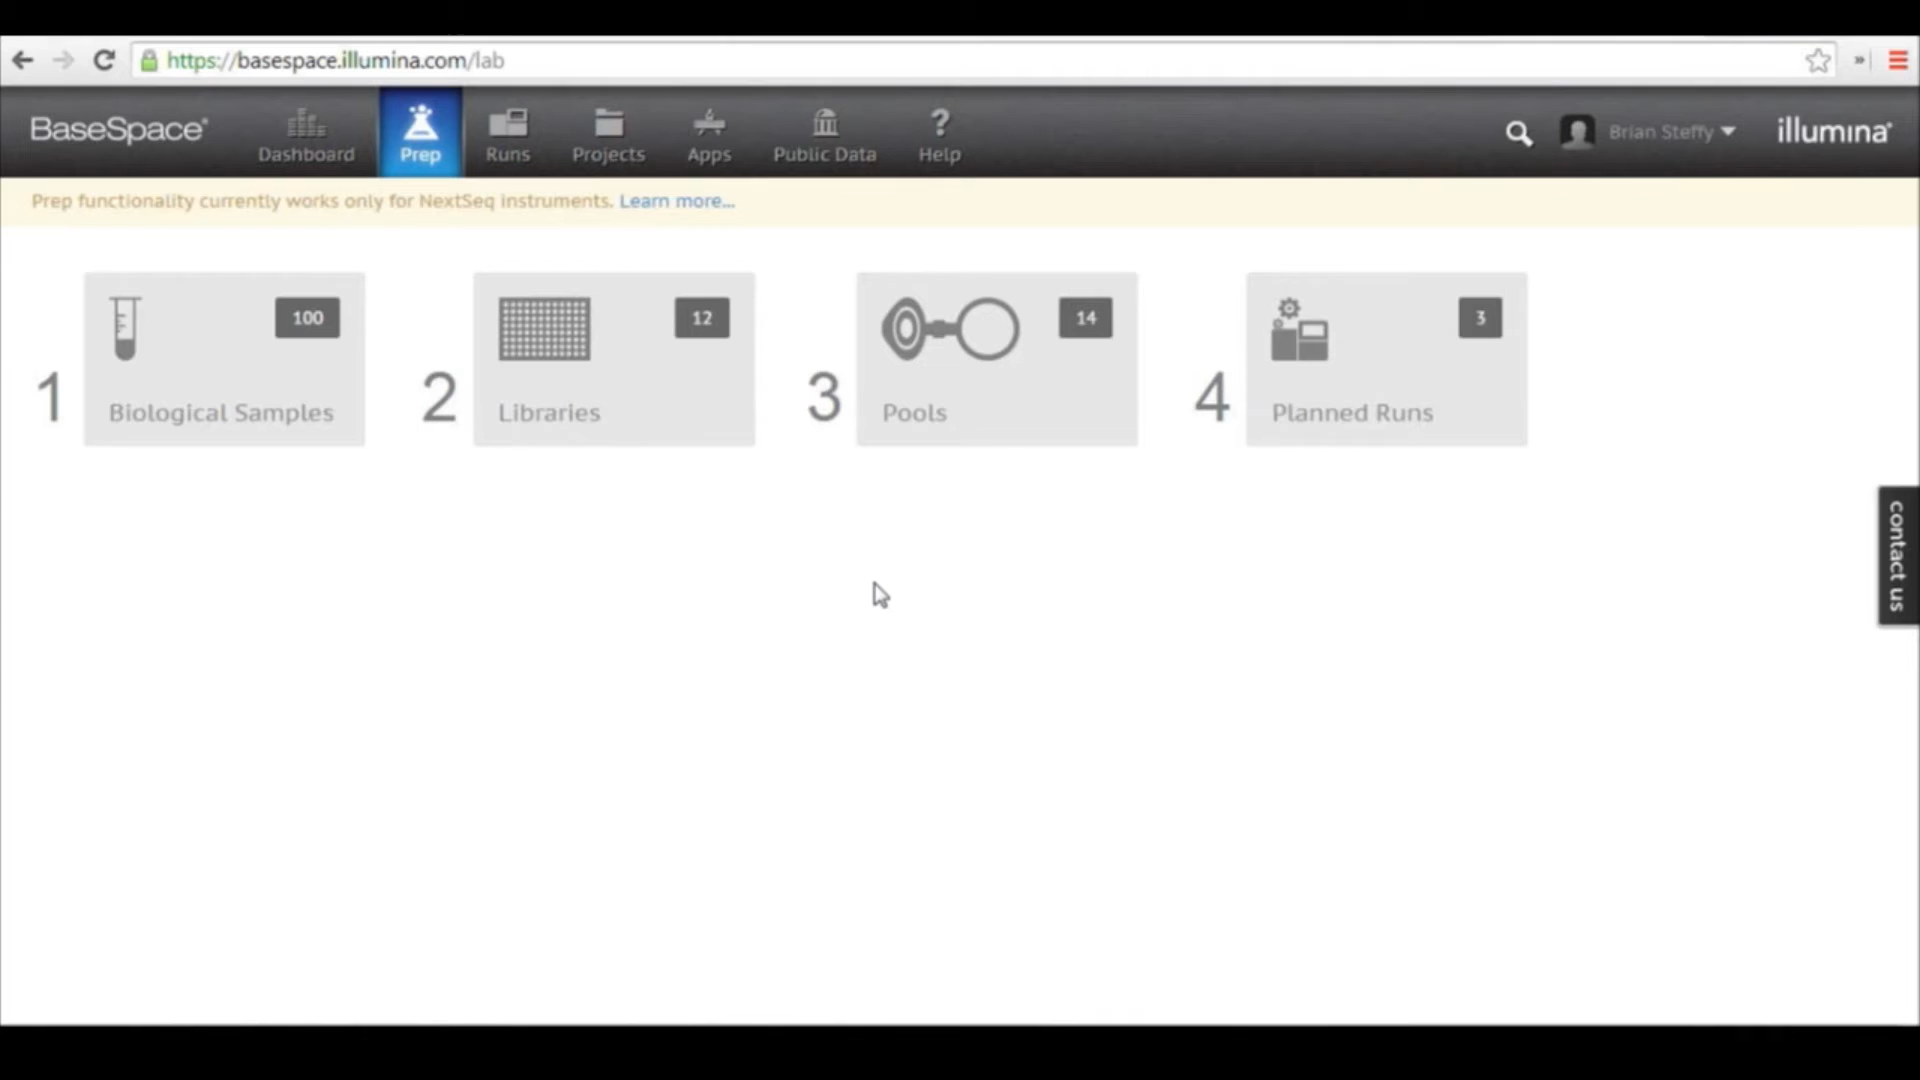 https://basespace.illumina.com/lab
BaseSpace®
Dashboard
Prep
Runs
Projects
Apps
Public Data
? Help
Brian Steffy
illumina®
Prep functionality currently works only for NextSeq instruments. Learn more...
1
100
Biological Samples
2
12
Libraries
3
14
Pools
4
3
Planned Runs
contact us